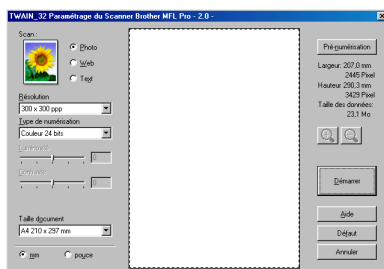 TWAIN_32 Paramétrage du Scanner Brother MFL Pro - 2.0 -
Scan :
Photo
Web
Text
Résolution
300 x 300 ppp
Type de numérisation
Couleur 24 bits
Luminosité
0
Contraste
0
Taille document
A4 210 x 297 mm
mm
pouce
Pré-numérisation
Largeur: 207,0 mm
2445 Pixel
Hauteur 290,3 mm
3429 Pixel
Taille des données:
23,1 Mo
Démarrer
Aide
Défaut
Annuler